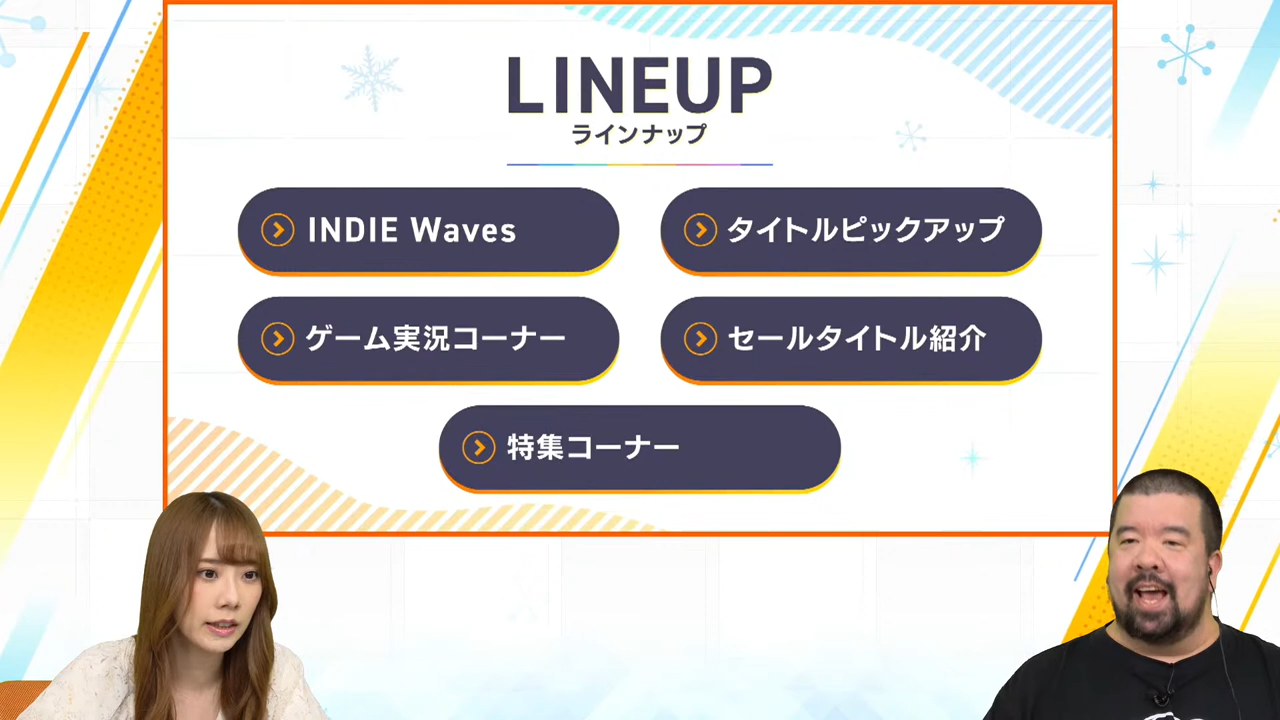 LINEUP
ラインナップ
INDIE Waves
タイトルピックアップ
ゲーム実況コーナー
セールタイトル紹介
特集コーナー